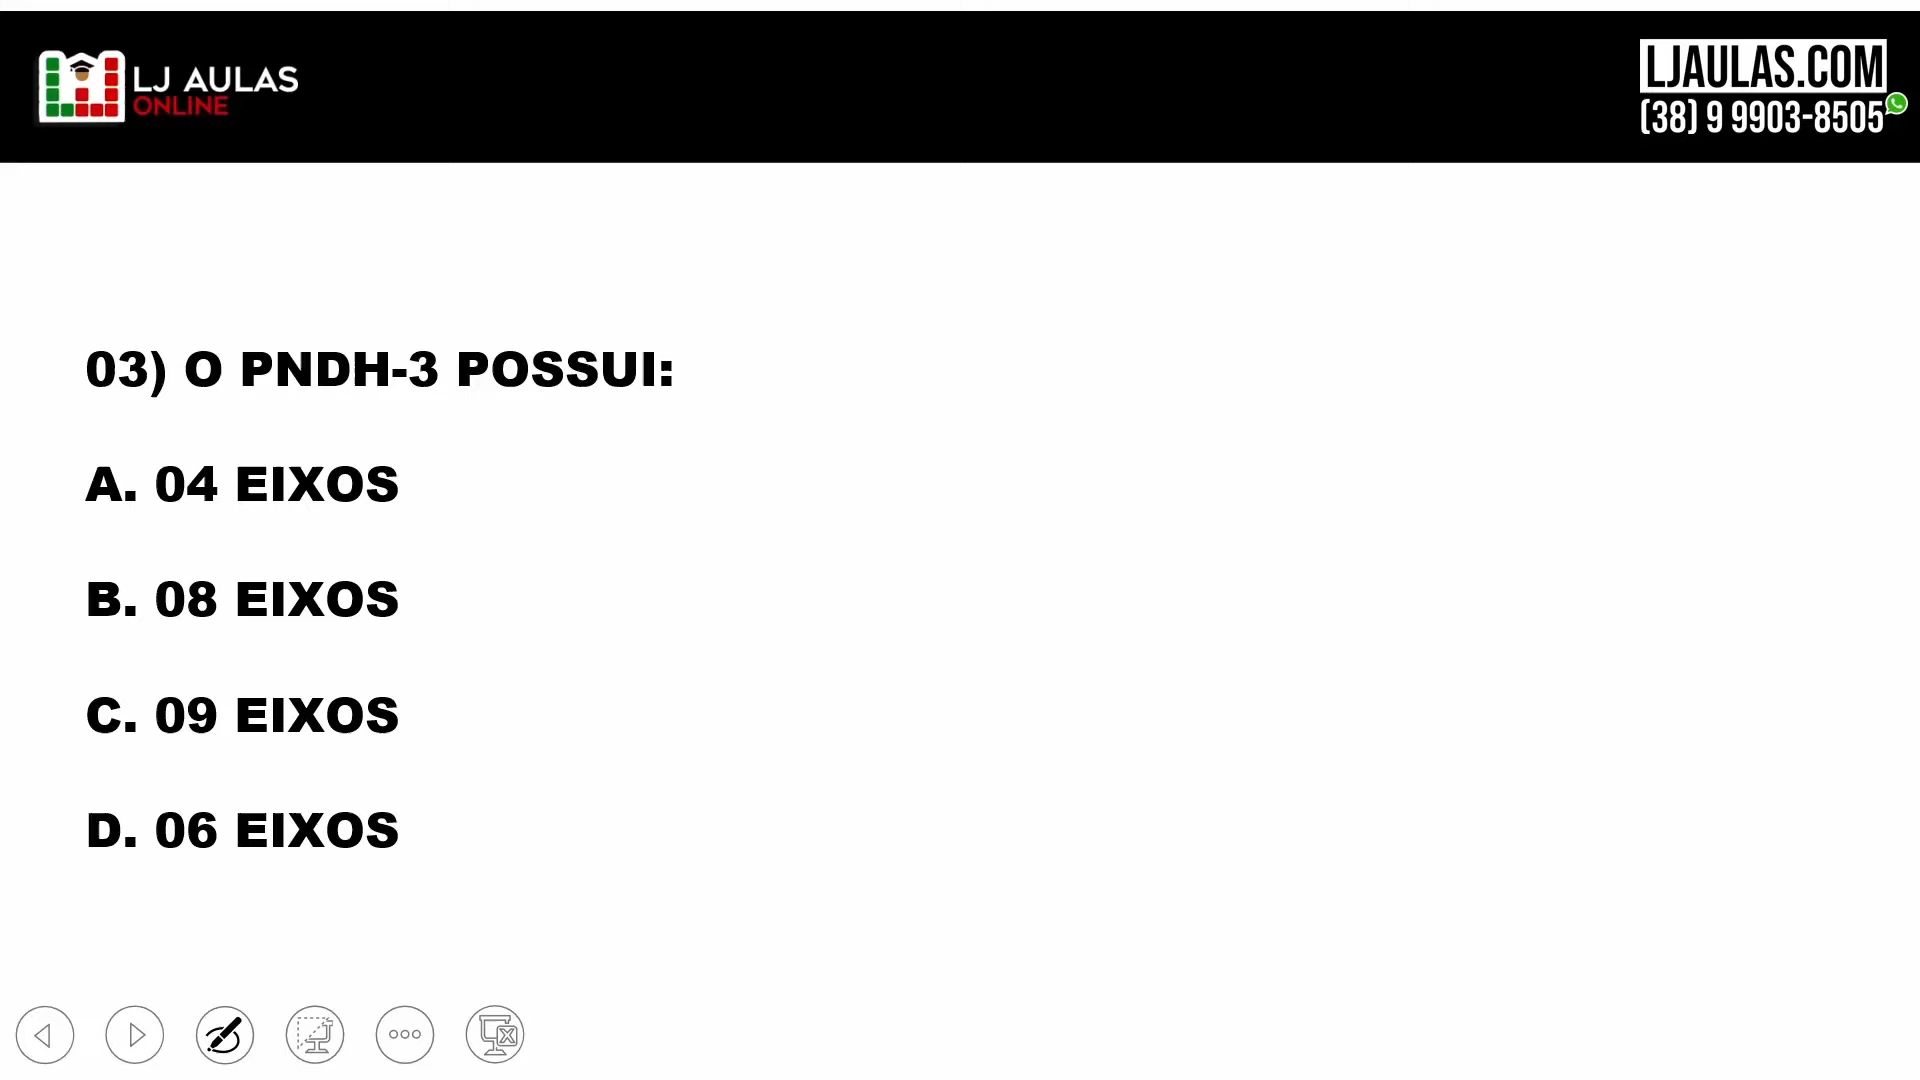 LJ AULAS
ONLINE
LJAULAS.COM
(38) 9 9903-8505
03) O PNDH-3 POSSUI:
A. 04 EIXOS
B. 08 EIXOS
C. 09 EIXOS
D. 06 EIXOS